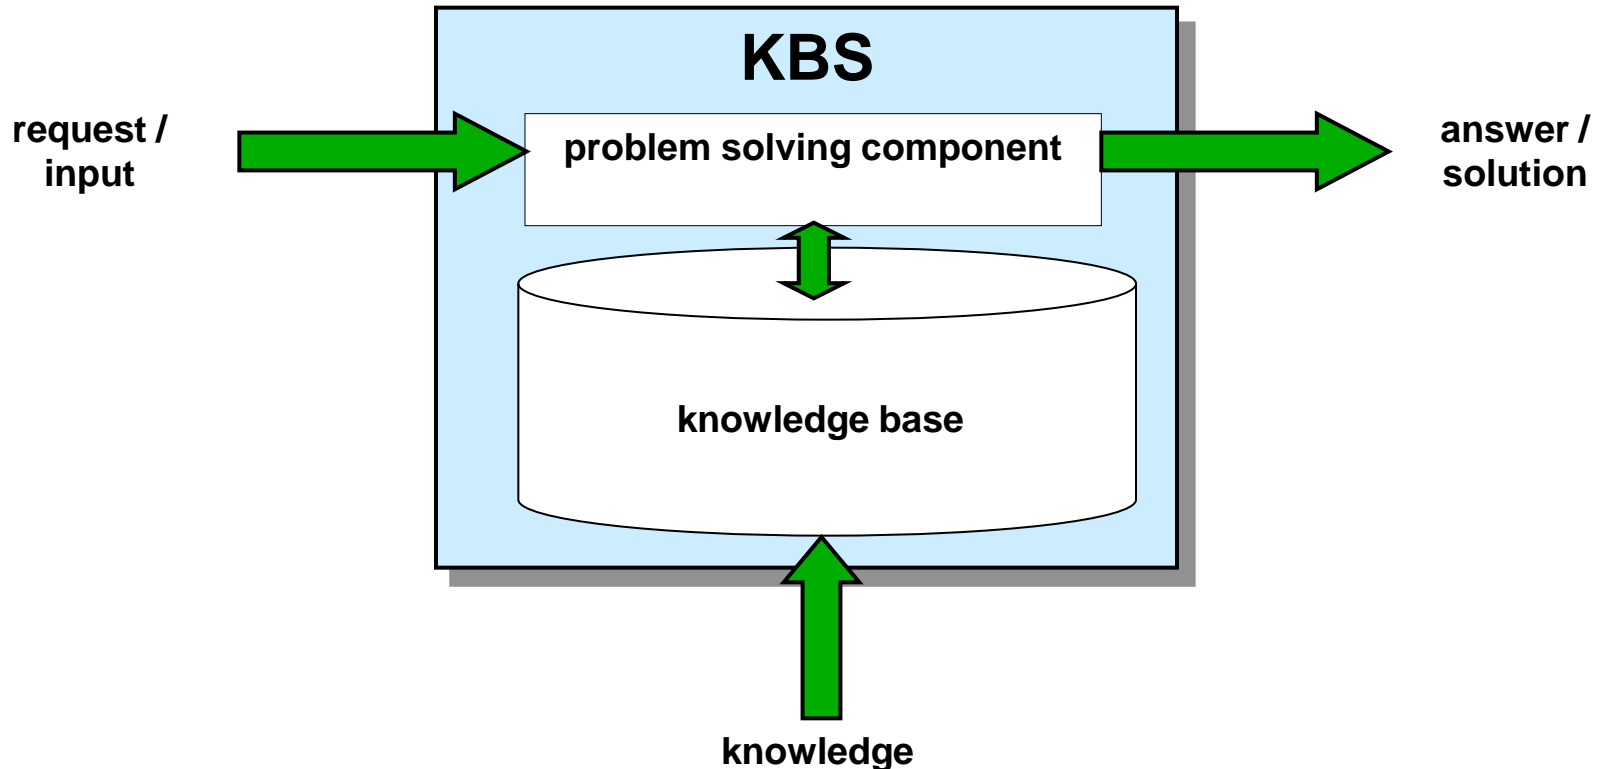 KBS
request /
input
problem solving component
answer /
solution
knowledge base
knowledge